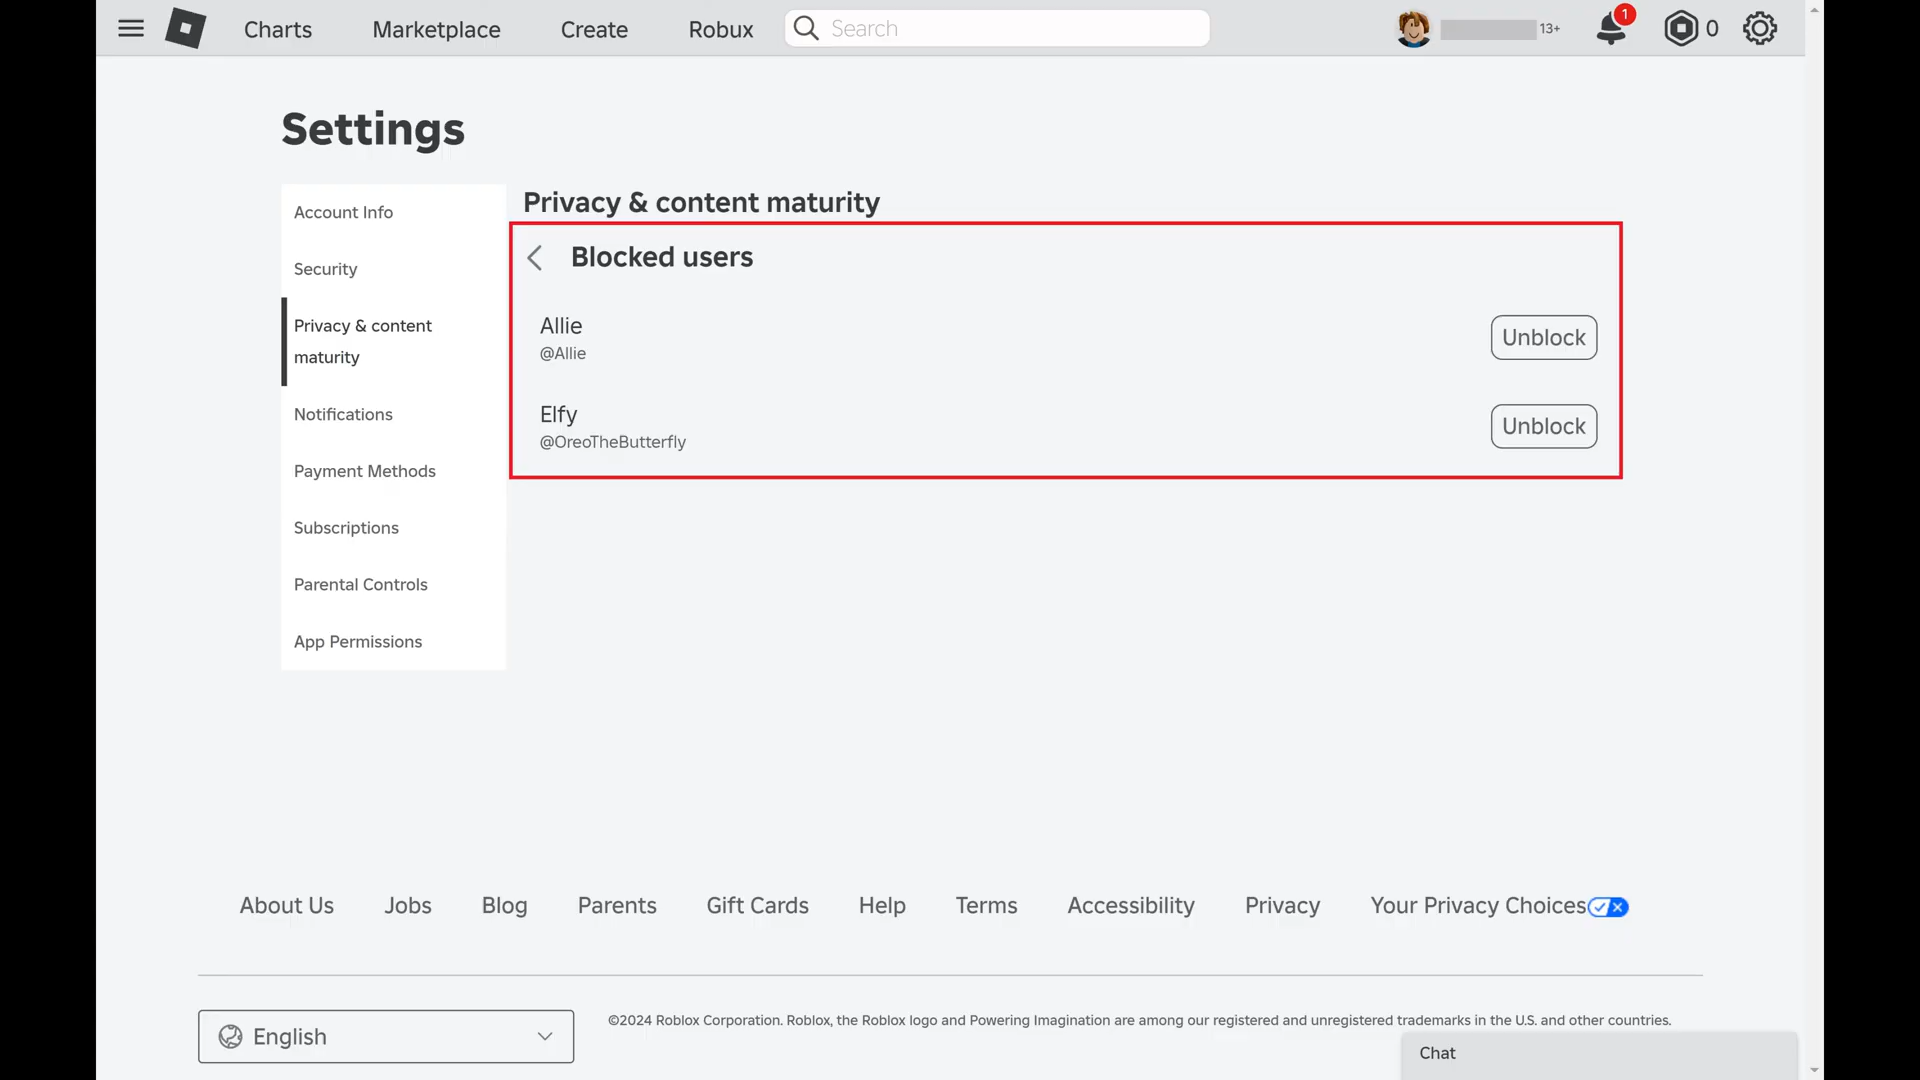 Charts Marketplace Create Robux Search 13+ 1 0
Settings
Account Info
Security
Privacy & content
maturity
Notifications
Payment Methods
Subscriptions
Parental Controls
App Permissions
Privacy & content maturity
Blocked users
Allie
@Allie
Unblock
Elfy
@OreoTheButterfly
Unblock
About Us Jobs Blog Parents Gift Cards Help Terms Accessibility Privacy Your Privacy Choices
English
©2024 Roblox Corporation. Roblox, the Roblox logo and Powering Imagination are among our registered and unregistered trademarks in the U.S. and other countries.
Chat